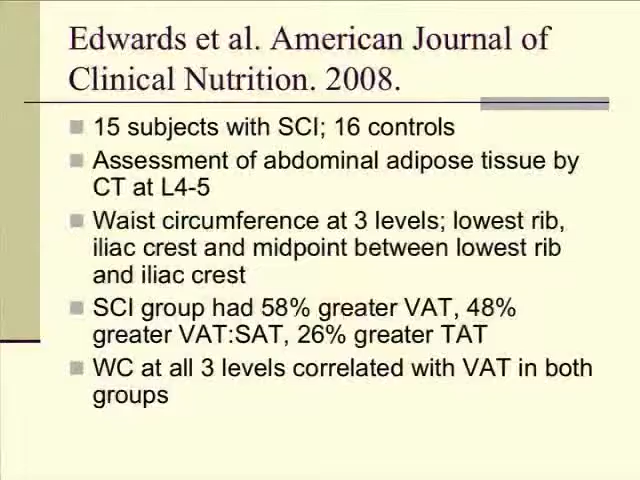 Edwards et al. American Journal of
Clinical Nutrition. 2008.
15 subjects with SCI; 16 controls
Assessment of abdominal adipose tissue by
CT at L4-5
Waist circumference at 3 levels; lowest rib,
iliac crest and midpoint between lowest rib
and iliac crest
SCI group had 58% greater VAT, 48%
greater VAT:SAT, 26% greater TAT
WC at all 3 levels correlated with VAT in both
groups